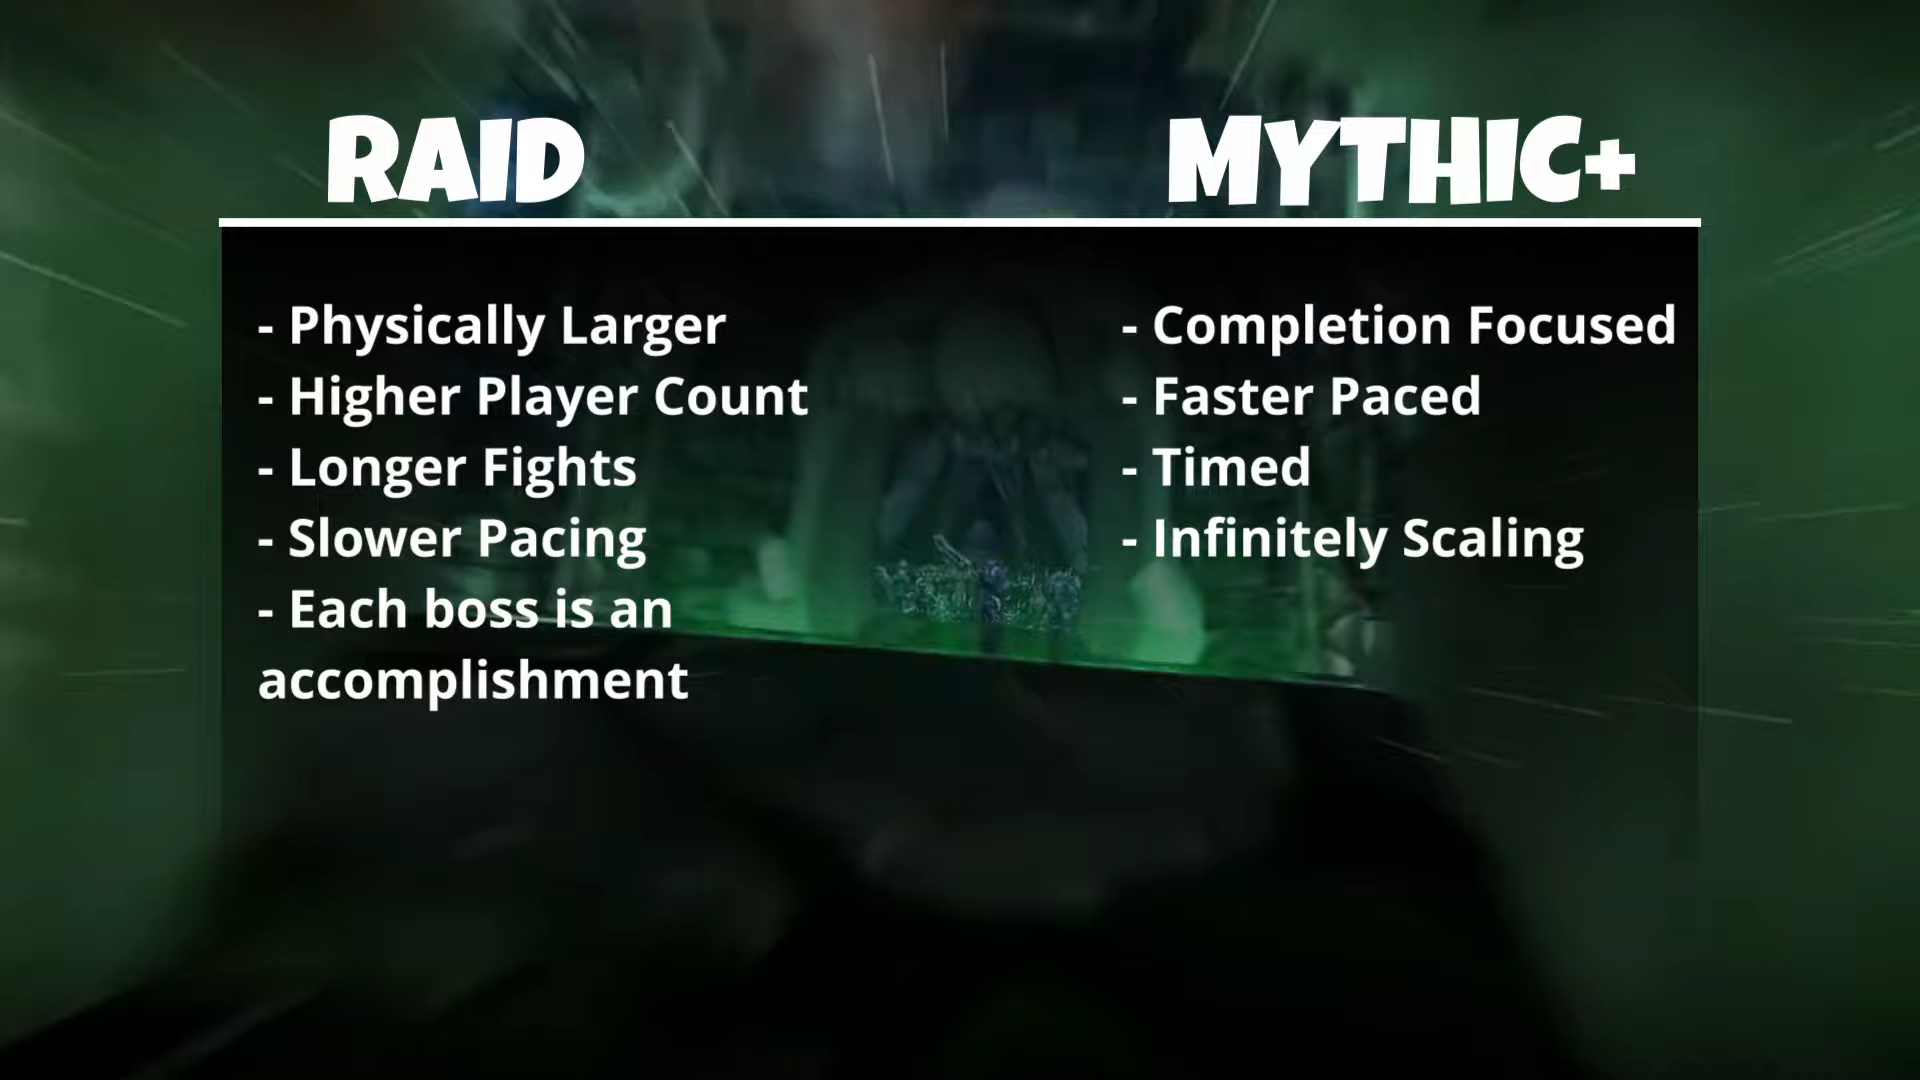 RAID
- Physically Larger
- Higher Player Count
- Longer Fights
- Slower Pacing
- Each boss is an
accomplishment
MYTHIC+
- Completion Focused
- Faster Paced
- Timed
- Infinitely Scaling